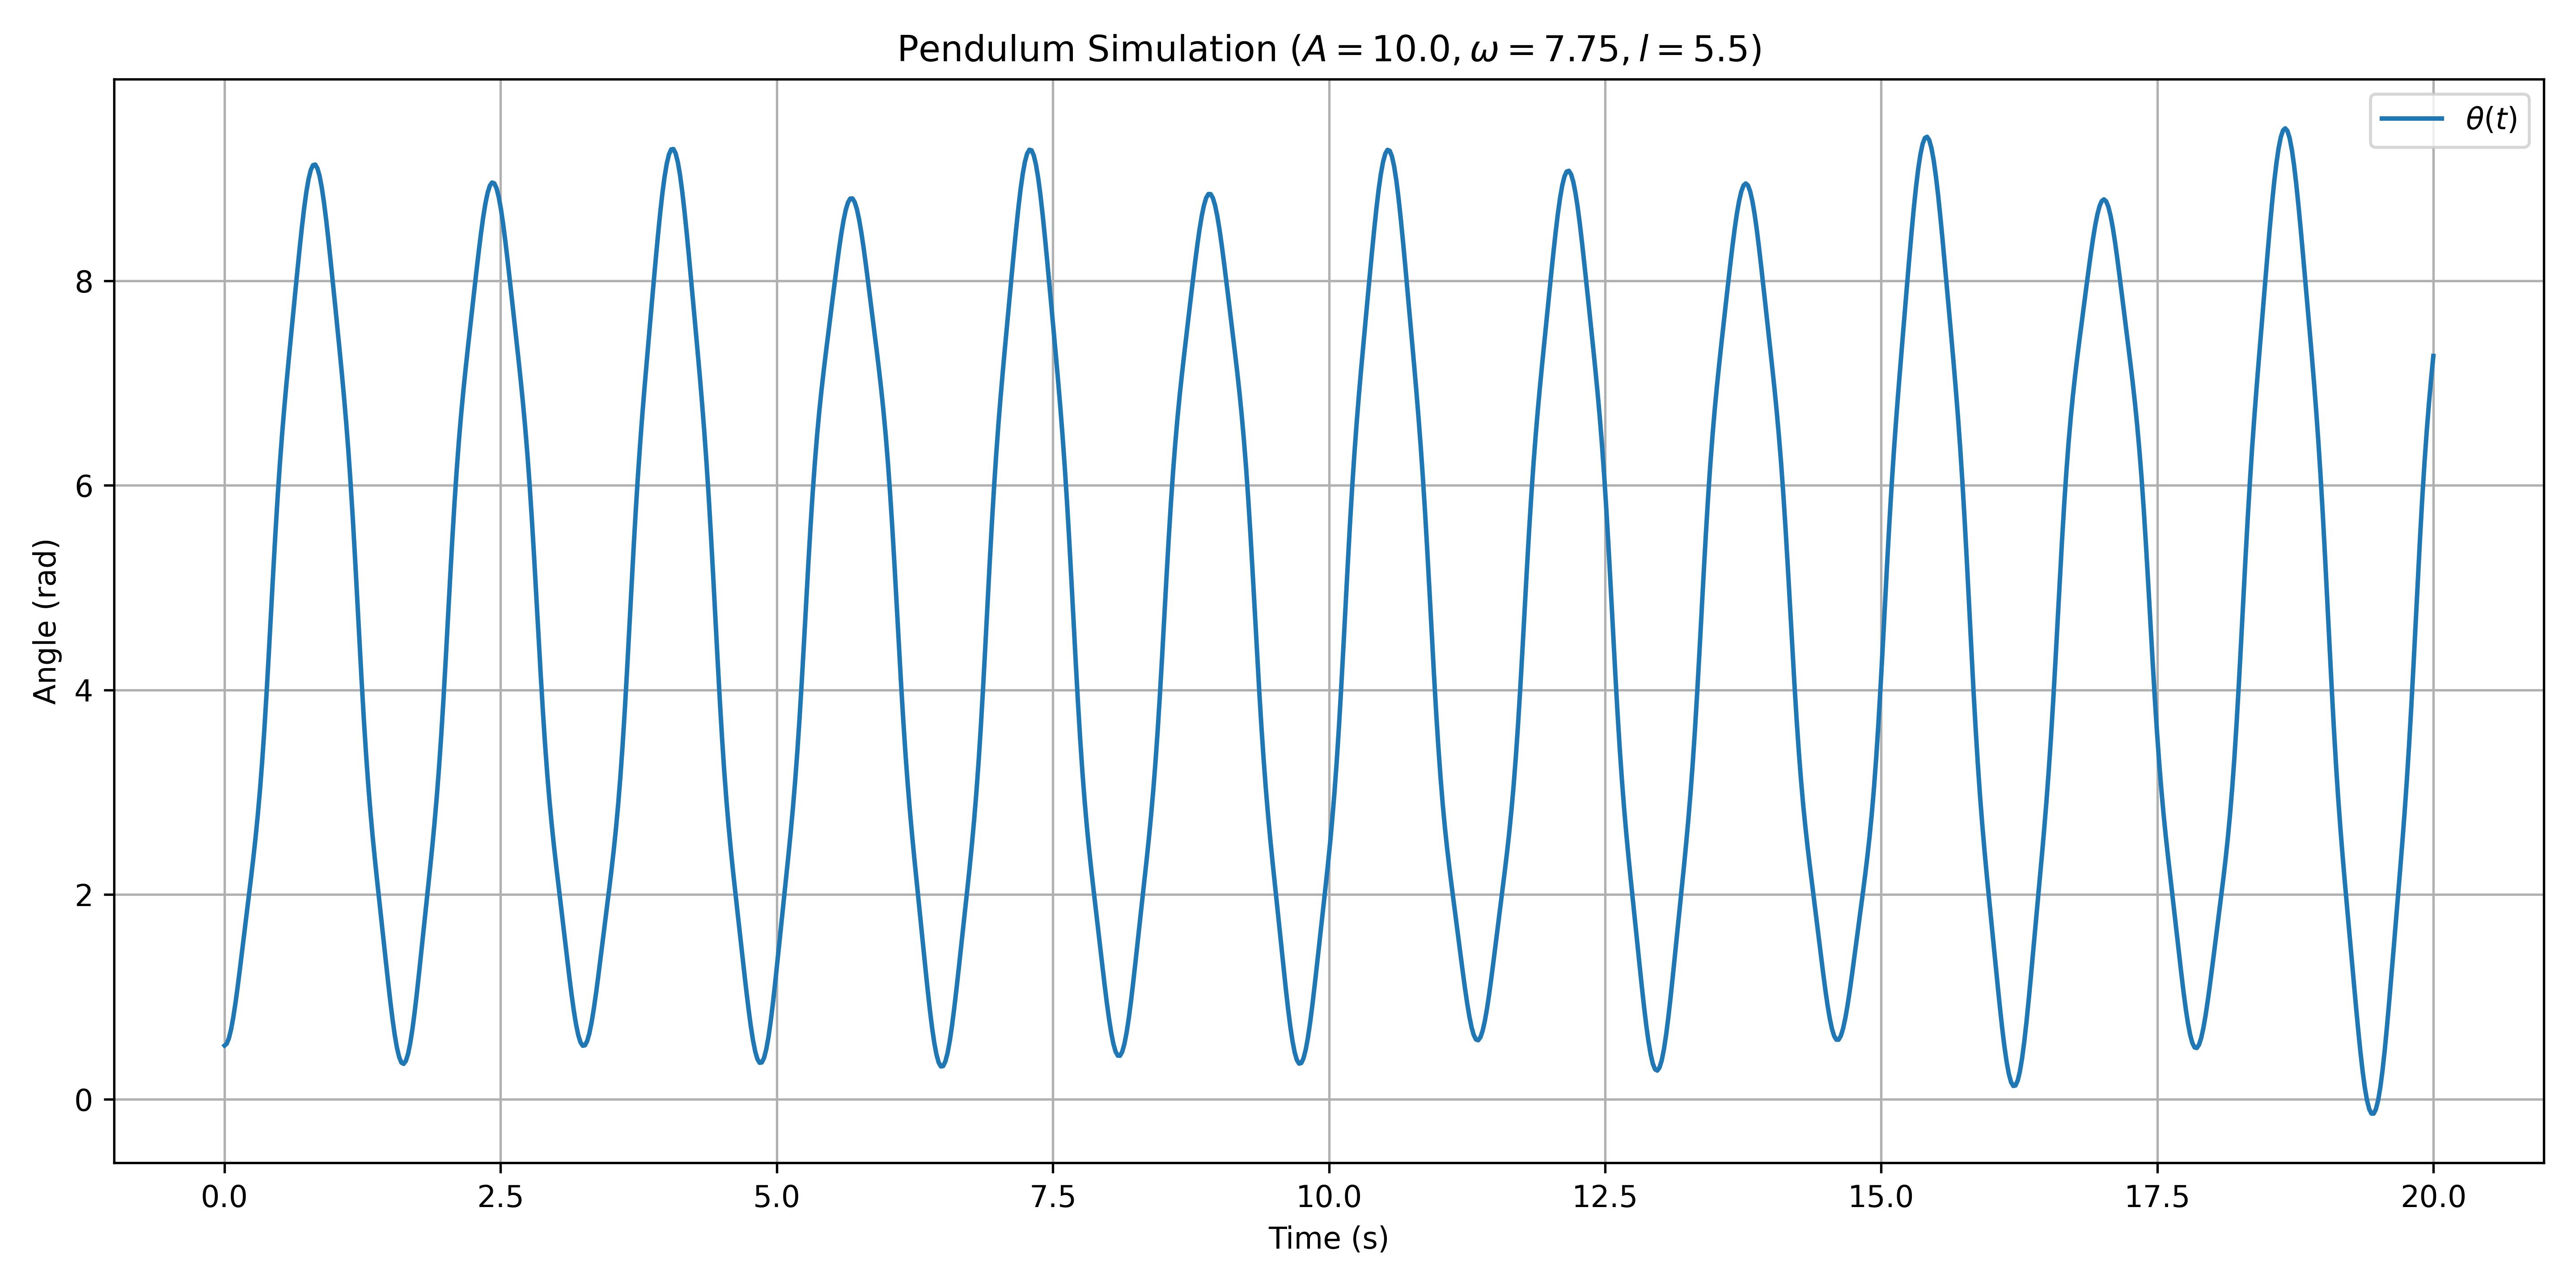 Pendulum Simulation (A = 10.0, ω = 7.75, l = 5.5)
θ(t)
Angle (rad)
8
6
4
2
0
0.0 2.5 5.0 7.5 10.0 12.5 15.0 17.5 20.0
Time (s)